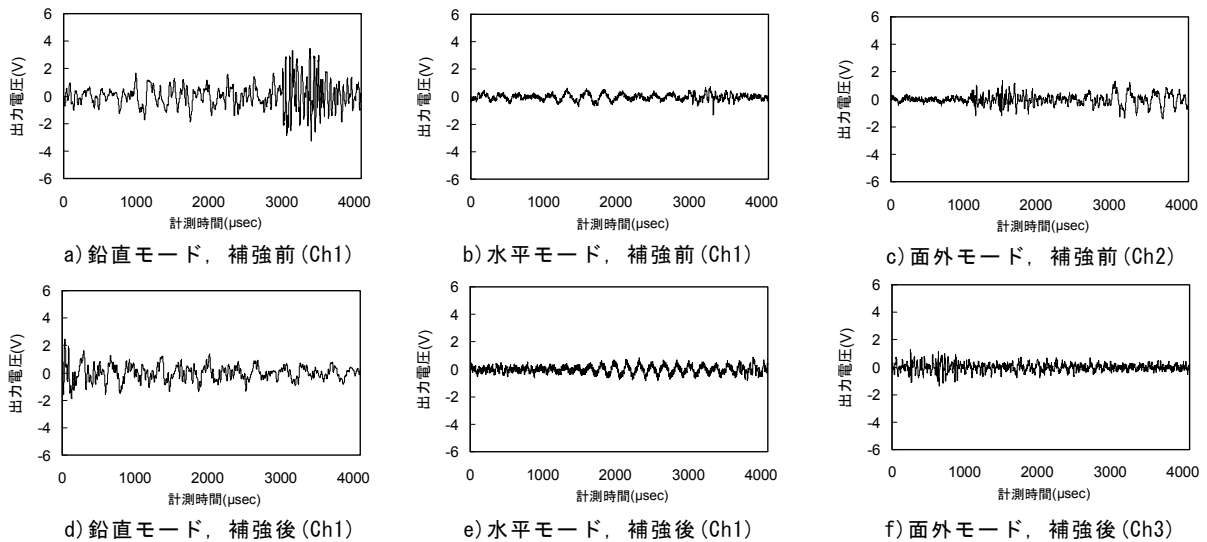 6
4
2
0
-2
-4
-6
出力電圧(V)
0 1000 2000 3000 4000
計測時間(μsec)
a)鉛直モード, 補強前(Ch1)
6
4
2
0
-2
-4
-6
出力電圧(V)
0 1000 2000 3000 4000
計測時間(μsec)
b)水平モード, 補強前(Ch1)
6
4
2
0
-2
-4
-6
出力電圧(V)
0 1000 2000 3000 4000
計測時間(μsec)
c)面外モード, 補強前(Ch2)
6
4
2
0
-2
-4
-6
出力電圧(V)
0 1000 2000 3000 4000
計測時間(μsec)
d)鉛直モード, 補強後(Ch1)
6
4
2
0
-2
-4
-6
出力電圧(V)
0 1000 2000 3000 4000
計測時間(μsec)
e)水平モード, 補強後(Ch1)
6
4
2
0
-2
-4
-6
出力電圧(V)
0 1000 2000 3000 4000
計測時間(μsec)
f)面外モード, 補強後(Ch3)